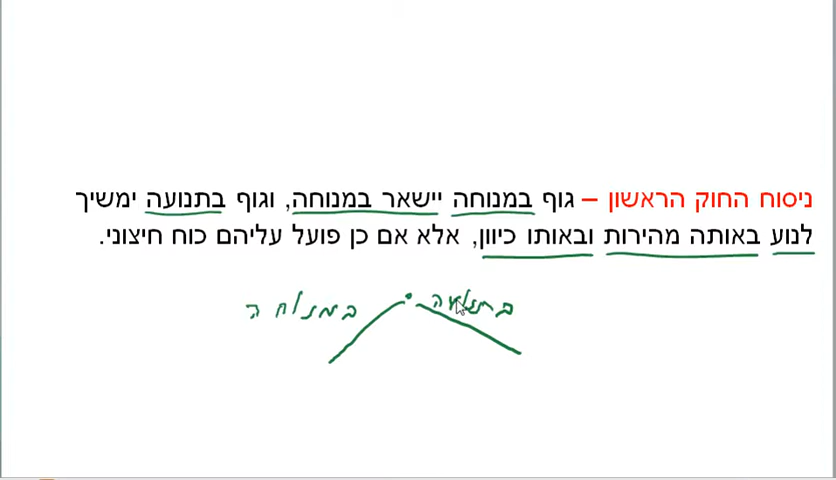 ניסוח החוק הראשון – גוף במנוחה יישאר במנוחה, וגוף בתנועה ימשיך
לנוע באותה מהירות ובאותו כיוון, אלא אם כן פועל עליהם כוח חיצוני.
בתנועה במנוחה